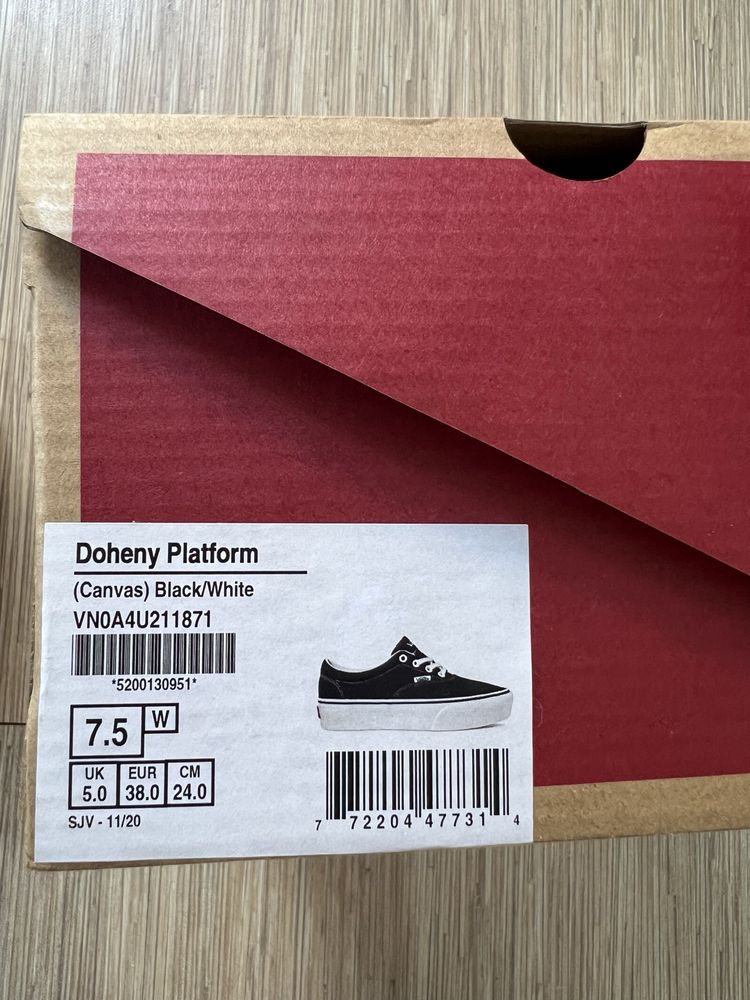 Doheny Platform
(Canvas) Black/White
VN0A4U211871
*5200130951*
7.5 W
UK EUR CM
5.0 38.0 24.0
SJV - 11/20
7 72204 47731 4